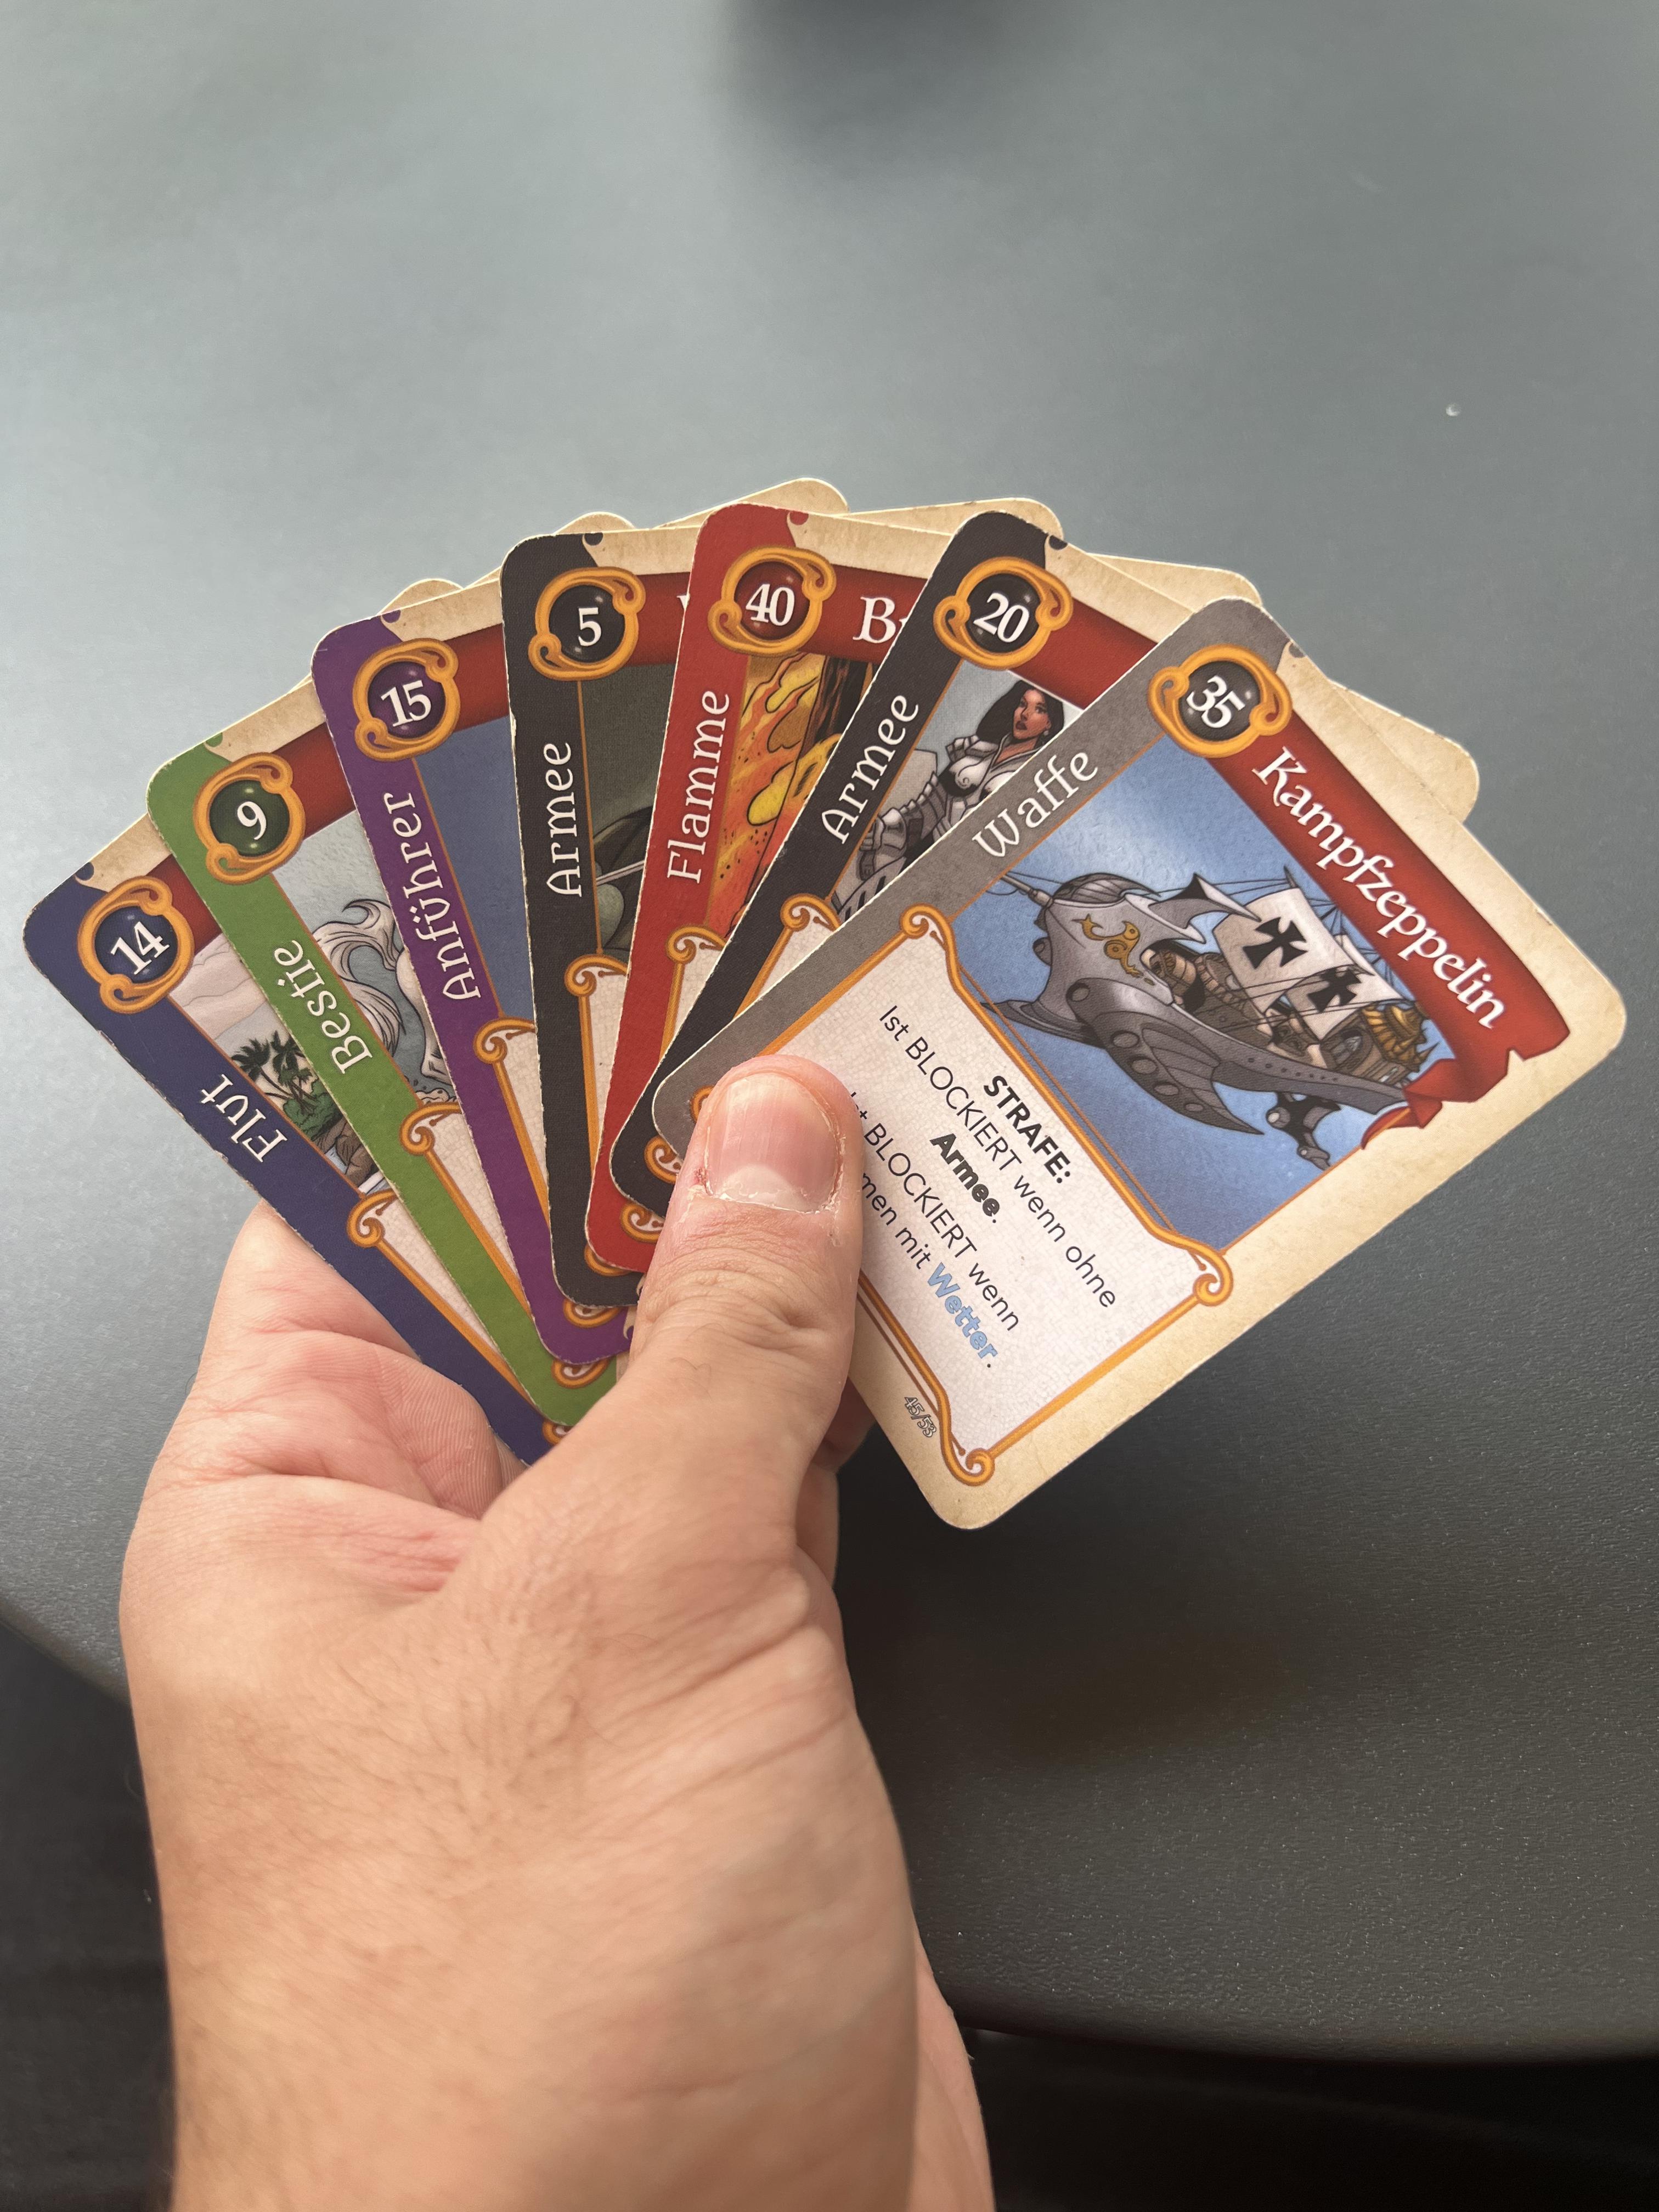 14
Flut
9
Bestie
15
Anführer
5
Armee
40
Flamme
20
Armee
35
Waffe
Kampfzeppelin
STRAFE:
Ist BLOCKIERT wenn ohne
Armee.
BLOCKIERT wenn
mit Wetter.
45/53